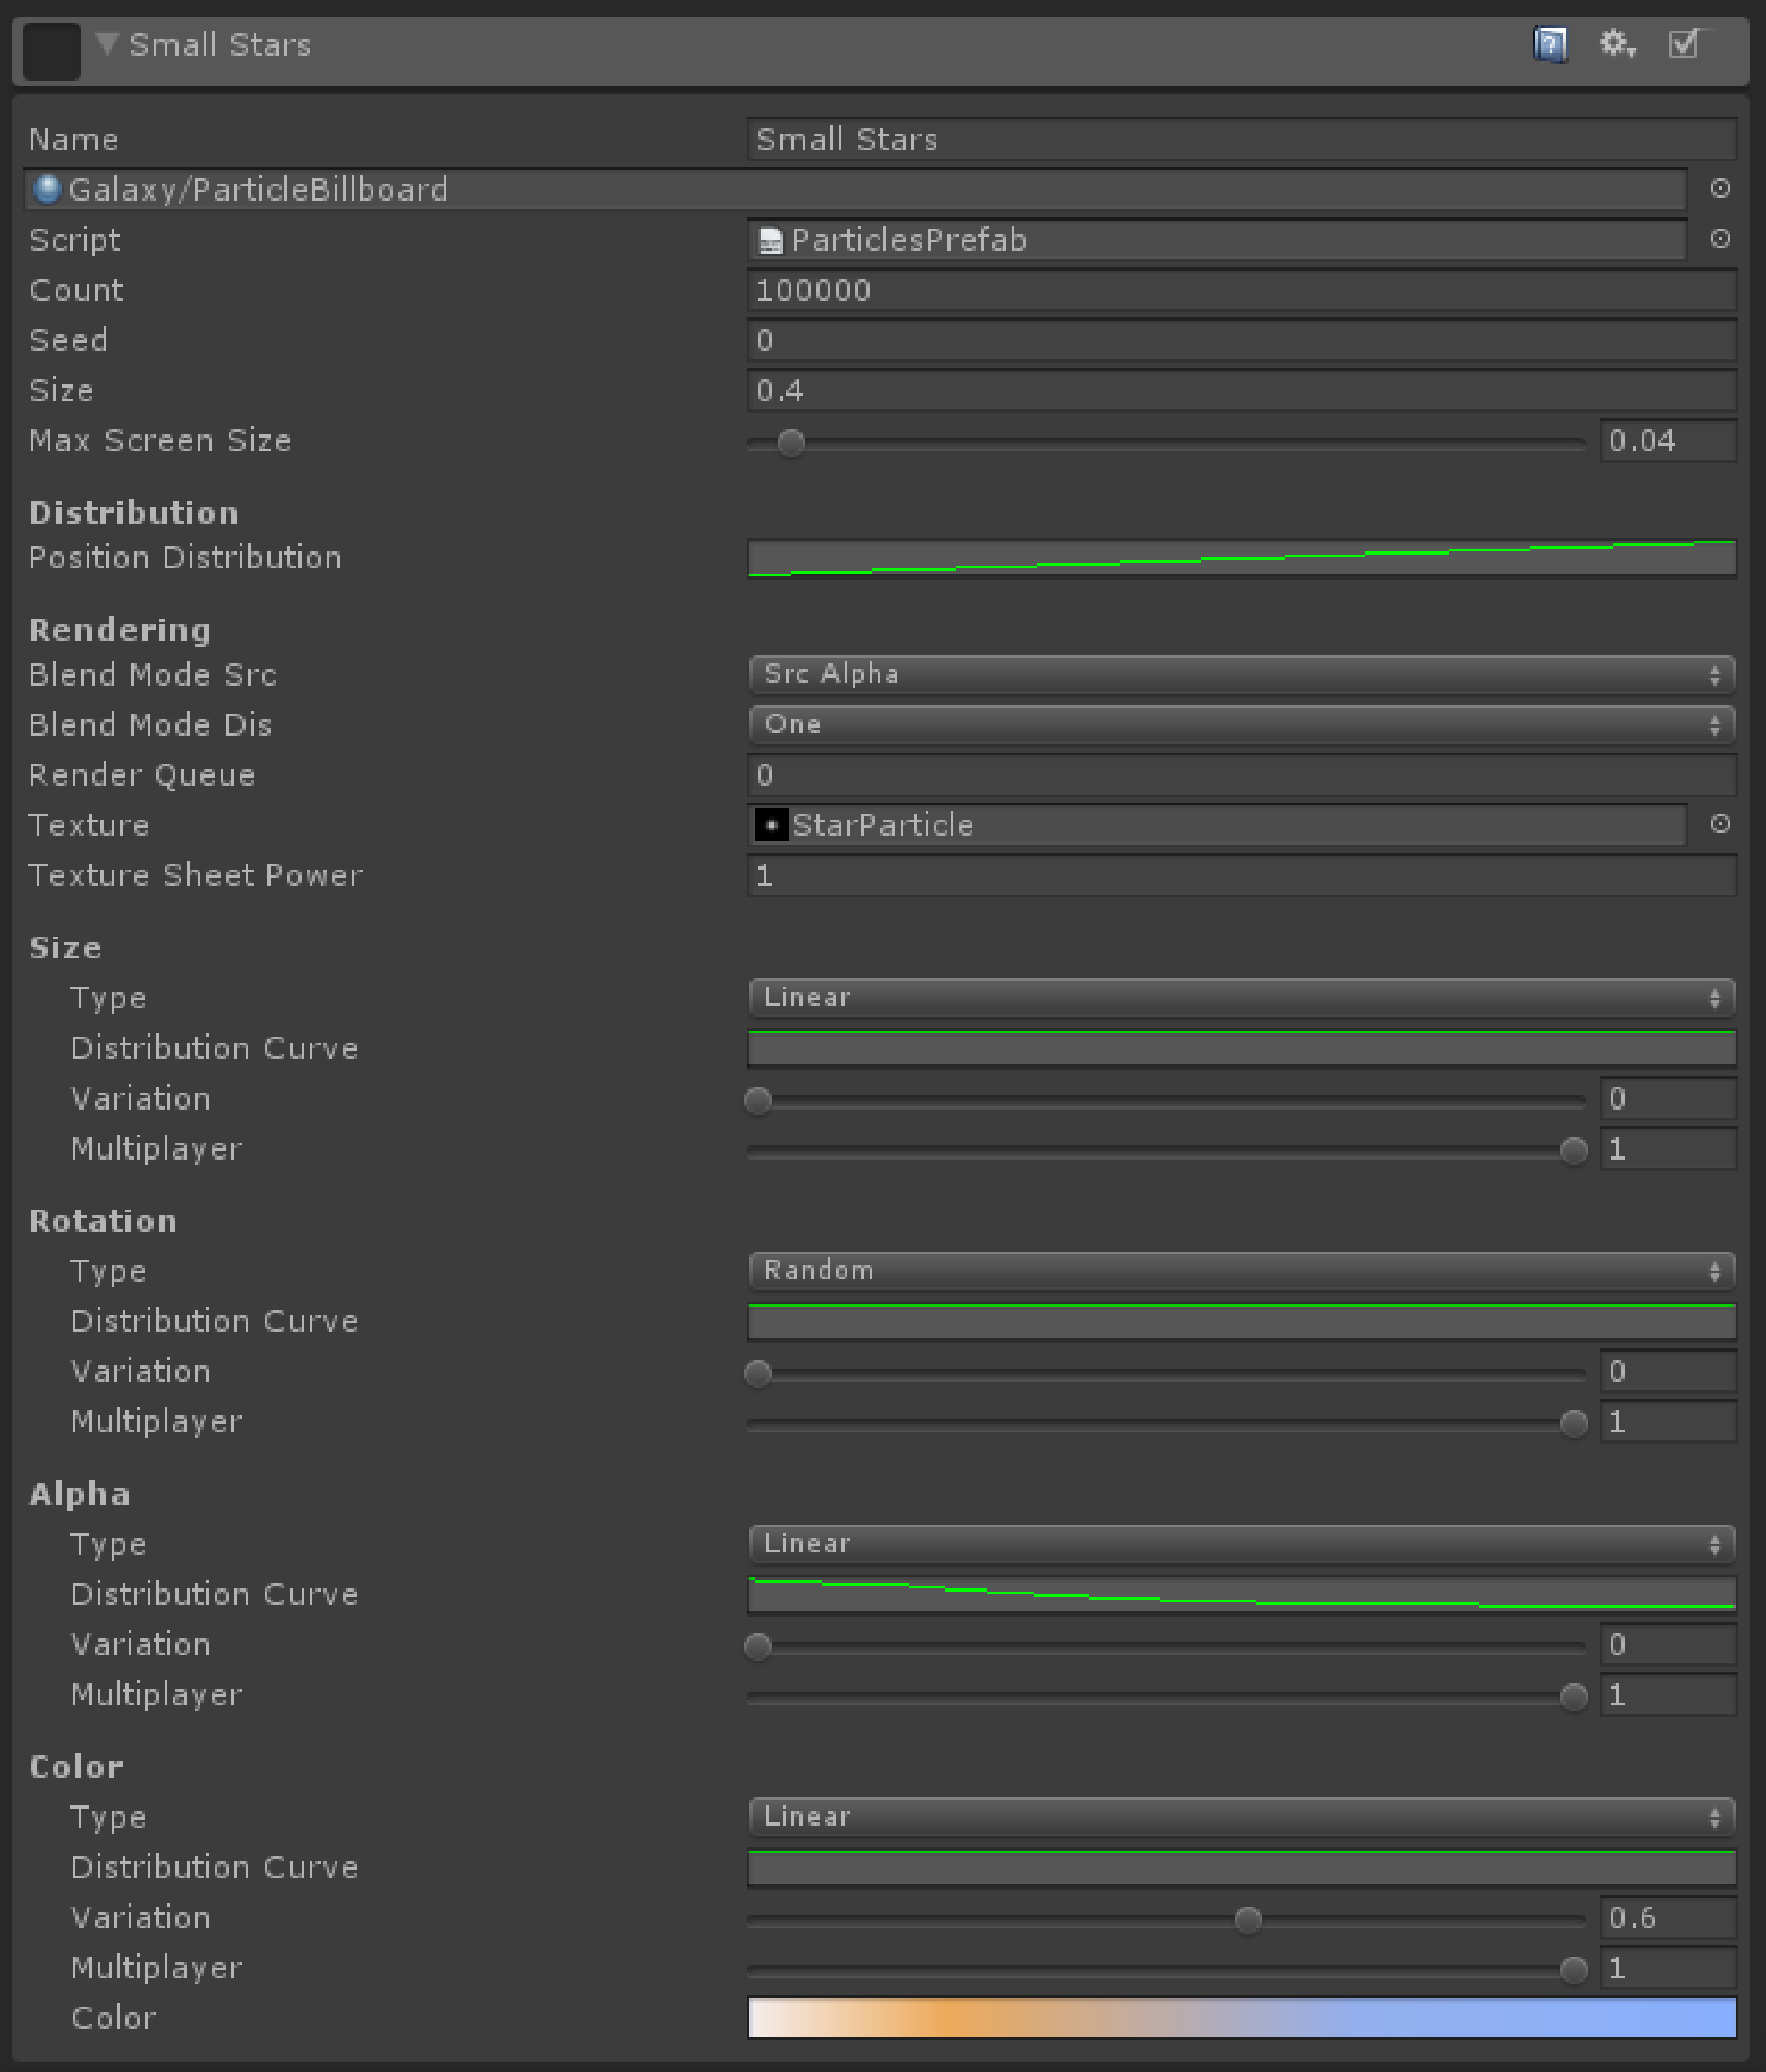 Small Stars
Name Small Stars
Galaxy/ParticleBillboard
Script ParticlesPrefab
Count 100000
Seed 0
Size 0.4
Max Screen Size 0.04
Distribution
Position Distribution
Rendering
Blend Mode Src Src Alpha
Blend Mode Dis One
Render Queue 0
Texture StarParticle
Texture Sheet Power 1
Size
Type Linear
Distribution Curve
Variation 0
Multiplayer 1
Rotation
Type Random
Distribution Curve
Variation 0
Multiplayer 1
Alpha
Type Linear
Distribution Curve
Variation 0
Multiplayer 1
Color
Type Linear
Distribution Curve
Variation 0.6
Multiplayer 1
Color